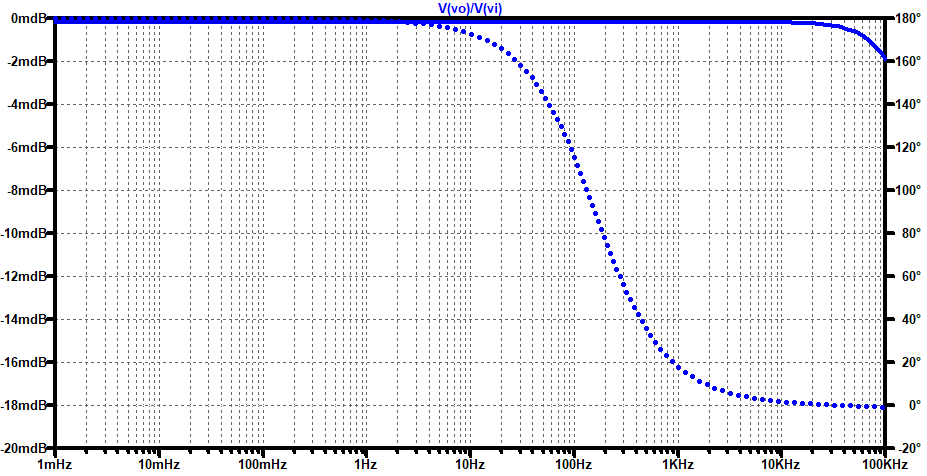 V(vo)/V(vi)
0mdB 180°
-2mdB 160°
-4mdB 140°
-6mdB 120°
-8mdB 100°
-10mdB 80°
-12mdB 60°
-14mdB 40°
-16mdB 20°
-18mdB 0°
-20mdB -20°
1mHz 10mHz 100mHz 1Hz 10Hz 100Hz 1KHz 10KHz 100KHz